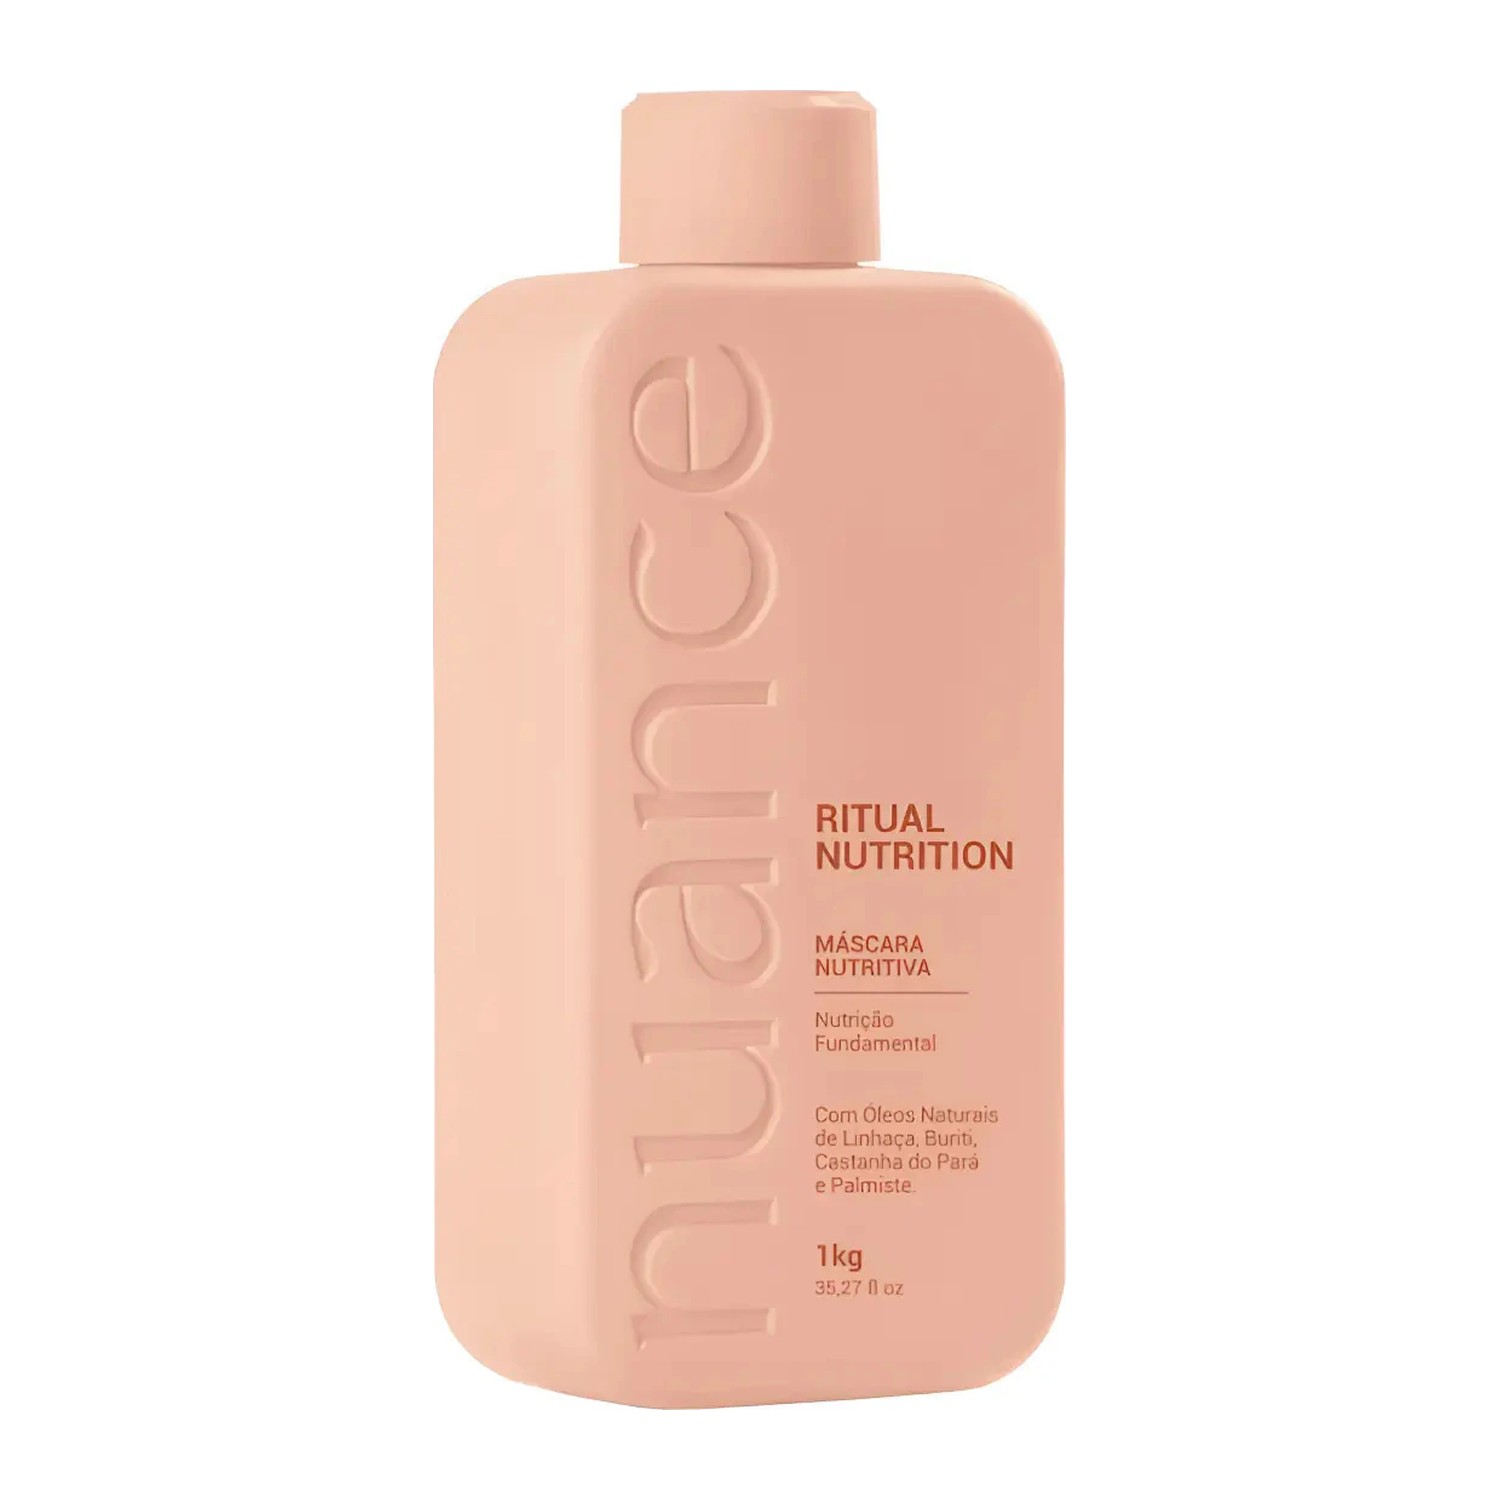 nuance
RITUAL
NUTRITION
MÁSCARA
NUTRITIVA
Nutrição
Fundamental
Com Óleos Naturais
de Linhaça, Buriti,
Castanha do Pará
e Palmiste.
1kg
35,27 fl oz